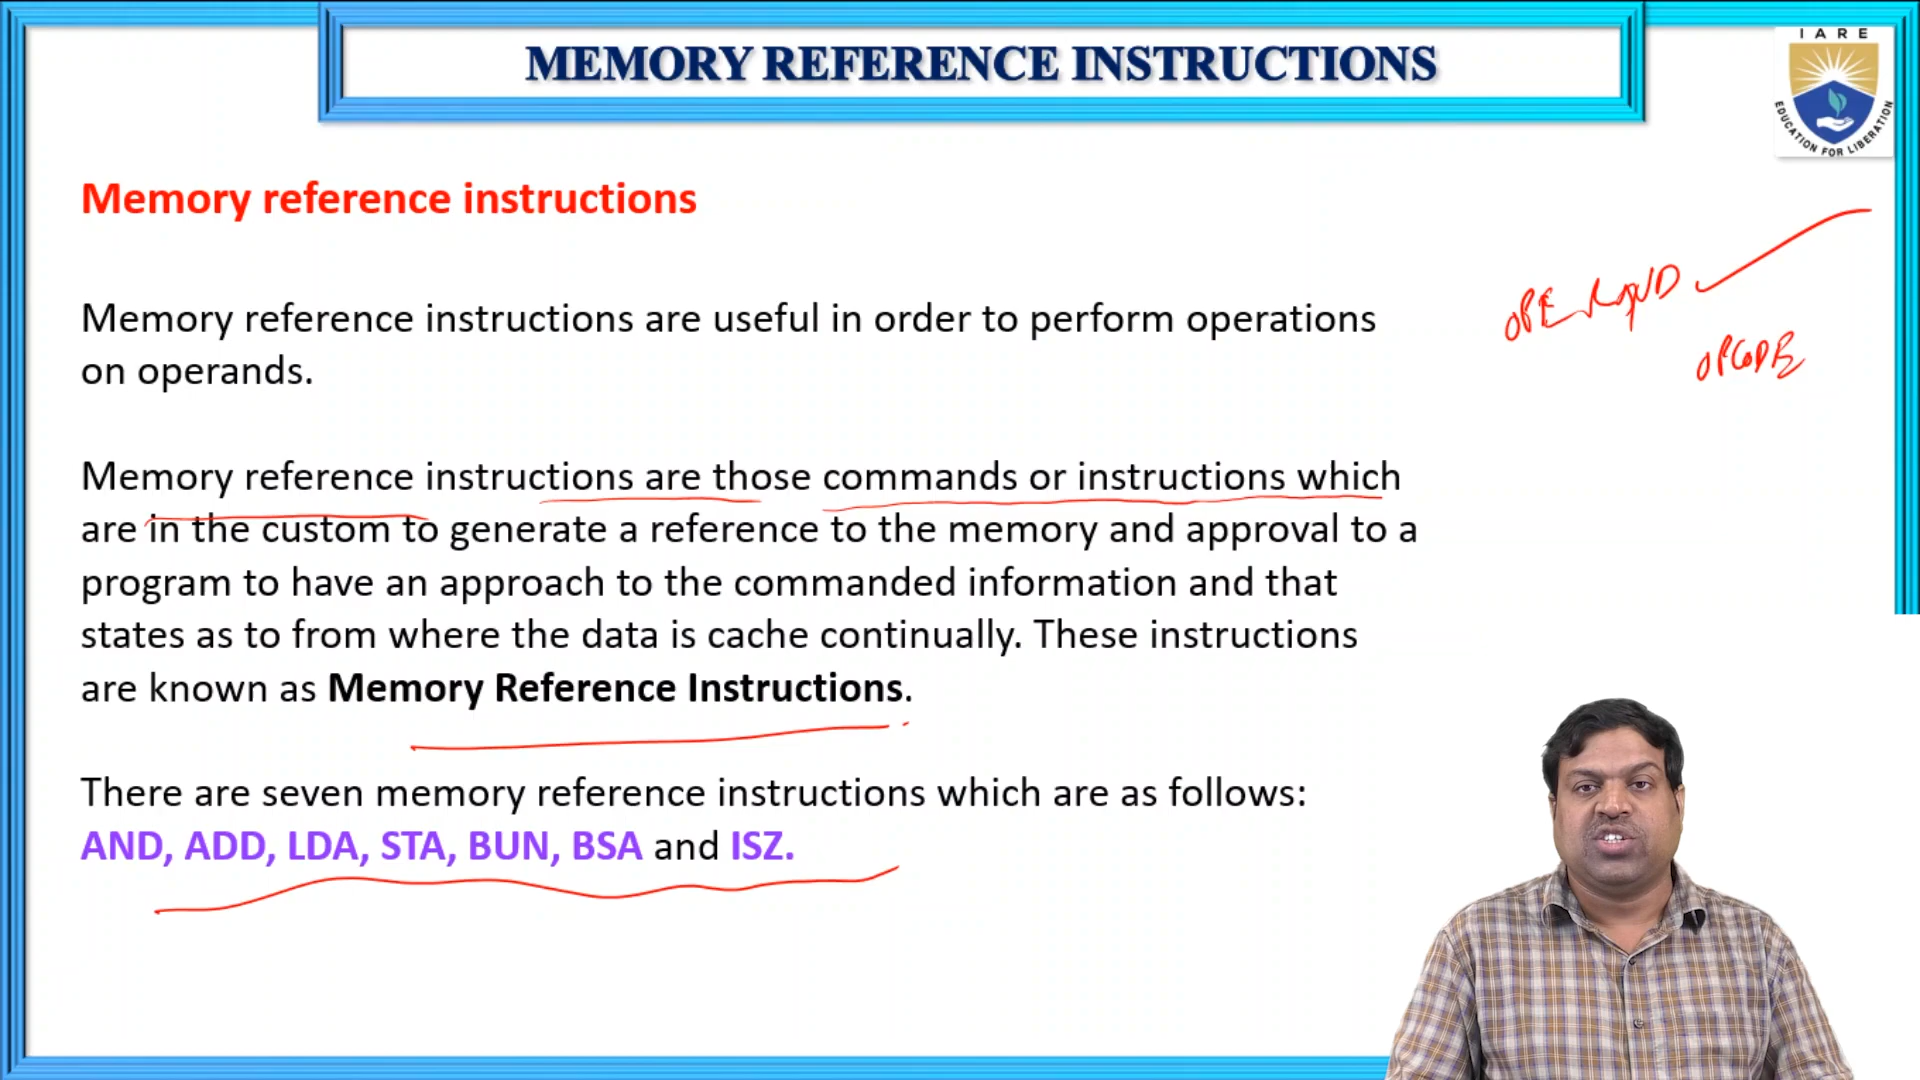 MEMORY REFERENCE INSTRUCTIONS
IARE
EDUCATION FOR LIBERATION
Memory reference instructions
Memory reference instructions are useful in order to perform operations
on operands.
OPERAND
OPCODE
Memory reference instructions are those commands or instructions which
are in the custom to generate a reference to the memory and approval to a
program to have an approach to the commanded information and that
states as to from where the data is cache continually. These instructions
are known as Memory Reference Instructions.
There are seven memory reference instructions which are as follows:
AND, ADD, LDA, STA, BUN, BSA and ISZ.